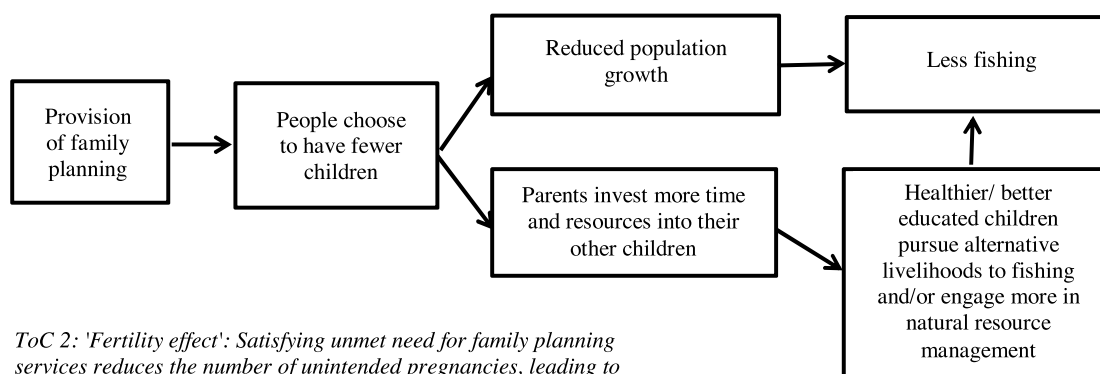 Provision
of family
planning
People choose
to have fewer
children
Reduced population
growth
Less fishing
Parents invest more time
and resources into their
other children
Healthier/ better
educated children
pursue alternative
livelihoods to fishing
and/or engage more in
natural resource
management
ToC 2: 'Fertility effect': Satisfying unmet need for family planning
services reduces the number of unintended pregnancies, leading to